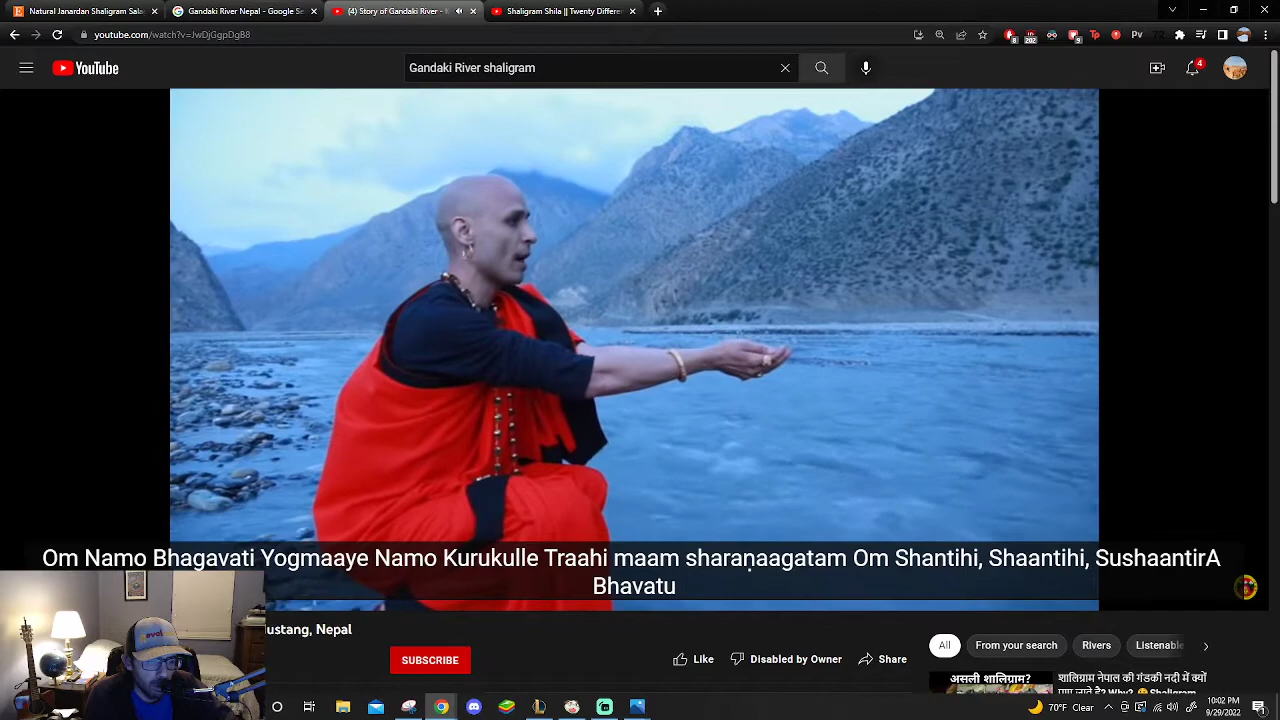 Natural Janardan Shaligram Salag
Gandaki River Nepal - Google Se
(4) Story of Gandaki River -
Shaligram Shila || Twenty Differe
youtube.com/watch?v=JwDjGgpDgB8
YouTube
Gandaki River shaligram
4
Om Namo Bhagavati Yogmaaye Namo Kurukulle Traahi maam sharaṇaagatam Om Shantihi, Shaantihi, SushaantirA
Bhavatu
ustang, Nepal
SUBSCRIBE
Like
Disabled by Owner
Share
All
From your search
Rivers
Listenable
असली शालिग्राम?
शालिग्राम नेपाल की गंडकी नदी में क्यों
70°F Clear
10:02 PM
9/29/2022